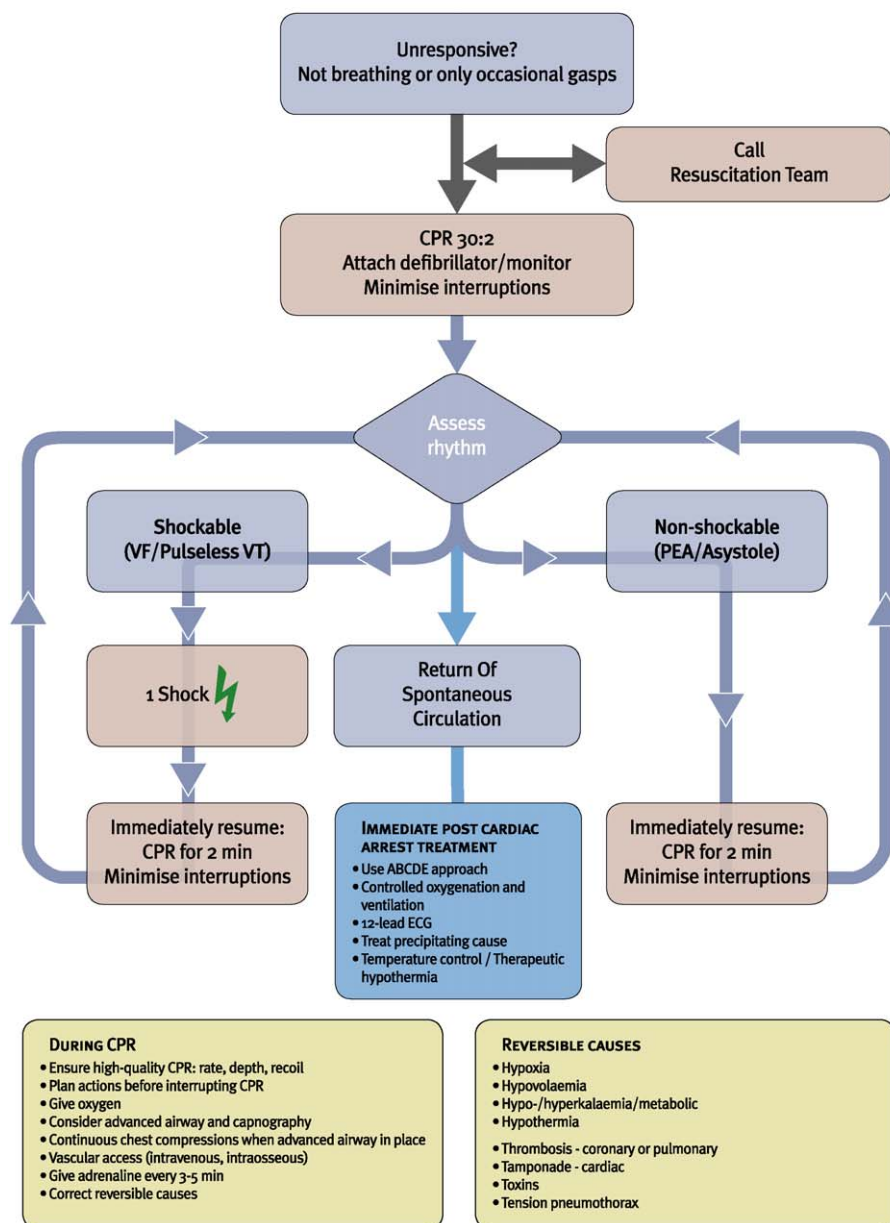 Unresponsive?
Not breathing or only occasional gasps
Call
Resuscitation Team
CPR 30:2
Attach defibrillator/monitor
Minimise interruptions
Assess
rhythm
Shockable
(VF/Pulseless VT)
Non-shockable
(PEA/Asystole)
1 Shock
Return Of
Spontaneous
Circulation
Immediately resume:
CPR for 2 min
Minimise interruptions
IMMEDIATE POST CARDIAC
ARREST TREATMENT
• Use ABCDE approach
• Controlled oxygenation and
ventilation
• 12-lead ECG
• Treat precipitating cause
• Temperature control / Therapeutic
hypothermia
Immediately resume:
CPR for 2 min
Minimise interruptions
DURING CPR
• Ensure high-quality CPR: rate, depth, recoil
• Plan actions before interrupting CPR
• Give oxygen
• Consider advanced airway and capnography
• Continuous chest compressions when advanced airway in place
• Vascular access (intravenous, intraosseous)
• Give adrenaline every 3-5 min
• Correct reversible causes
REVERSIBLE CAUSES
• Hypoxia
• Hypovolaemia
• Hypo-/hyperkalaemia/metabolic
• Hypothermia
• Thrombosis - coronary or pulmonary
• Tamponade - cardiac
• Toxins
• Tension pneumothorax